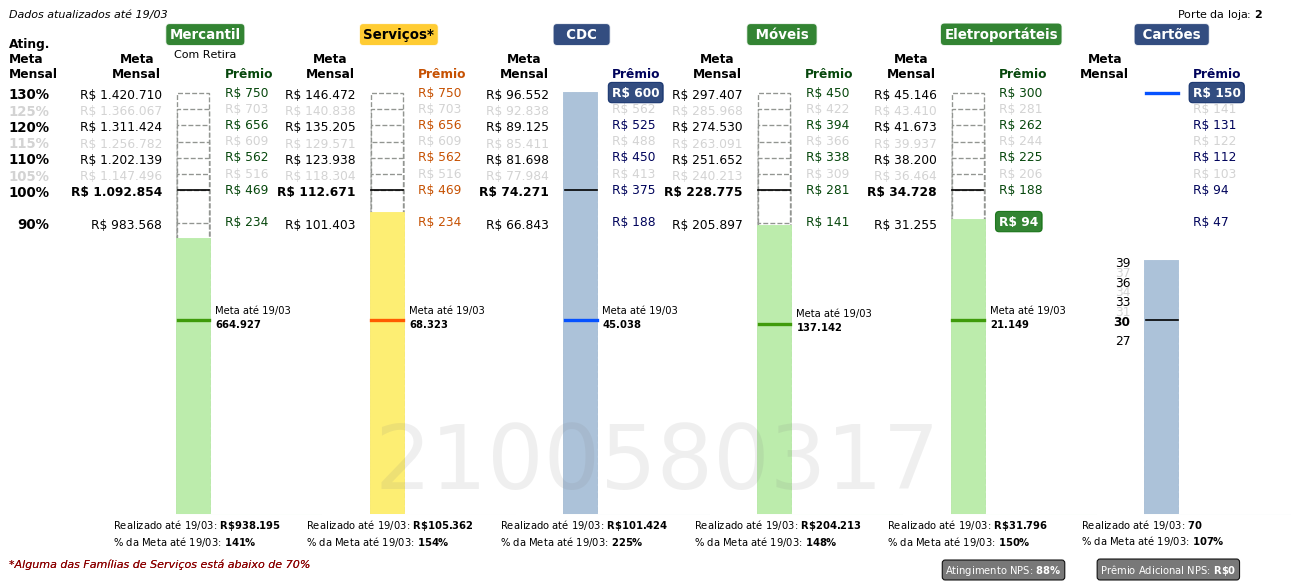 Dados atualizados até 19/03
Porte da loja: 2
Mercantil
Serviços*
CDC
Móveis
Eletroportáteis
Cartões
Ating. Meta Mensal
Com Retira
Meta Mensal Prêmio Meta Mensal Prêmio Meta Mensal Prêmio Meta Mensal Prêmio Meta Mensal Prêmio Meta Mensal Prêmio
130% R$ 1.420.710 R$ 750 R$ 146.472 R$ 750 R$ 96.552 R$ 600 R$ 297.407 R$ 450 R$ 45.146 R$ 300 R$ 150
125% R$ 1.366.067 R$ 703 R$ 140.838 R$ 703 R$ 92.838 R$ 562 R$ 285.968 R$ 422 R$ 43.410 R$ 281 R$ 141
120% R$ 1.311.424 R$ 656 R$ 135.205 R$ 656 R$ 89.125 R$ 525 R$ 274.530 R$ 394 R$ 41.673 R$ 262 R$ 131
115% R$ 1.256.782 R$ 609 R$ 129.571 R$ 609 R$ 85.411 R$ 488 R$ 263.091 R$ 366 R$ 39.937 R$ 244 R$ 122
110% R$ 1.202.139 R$ 562 R$ 123.938 R$ 562 R$ 81.698 R$ 450 R$ 251.652 R$ 338 R$ 38.200 R$ 225 R$ 112
105% R$ 1.147.496 R$ 516 R$ 118.304 R$ 516 R$ 77.984 R$ 413 R$ 240.213 R$ 309 R$ 36.464 R$ 206 R$ 103
100% R$ 1.092.854 R$ 469 R$ 112.671 R$ 469 R$ 74.271 R$ 375 R$ 228.775 R$ 281 R$ 34.728 R$ 188 R$ 94
90% R$ 983.568 R$ 234 R$ 101.403 R$ 234 R$ 66.843 R$ 188 R$ 205.897 R$ 141 R$ 31.255 R$ 94 R$ 47
39
36
33
30
27
Meta até 19/03
664.927
Meta até 19/03
68.323
Meta até 19/03
45.038
Meta até 19/03
137.142
Meta até 19/03
21.149
2100580317
Realizado até 19/03: R$938.195
% da Meta até 19/03: 141%
Realizado até 19/03: R$105.362
% da Meta até 19/03: 154%
Realizado até 19/03: R$101.424
% da Meta até 19/03: 225%
Realizado até 19/03: R$204.213
% da Meta até 19/03: 148%
Realizado até 19/03: R$31.796
% da Meta até 19/03: 150%
Realizado até 19/03: 70
% da Meta até 19/03: 107%
*Alguma das Famílias de Serviços está abaixo de 70%
Atingimento NPS: 88%
Prêmio Adicional NPS: R$0